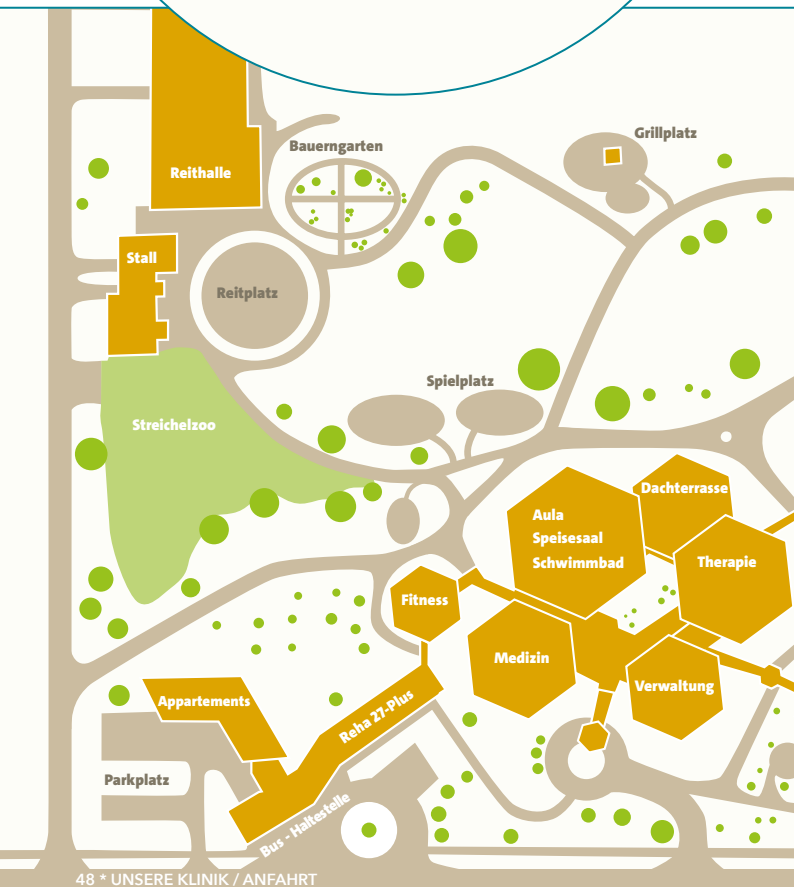 Grillplatz
Bauerngarten
Reithalle
Stall
Reitplatz
Spielplatz
Streichelzoo
Dachterrasse
Aula
Speisesaal
Schwimmbad
Therapie
Fitness
Medizin
Verwaltung
Appartements
Reha 27-Plus
Parkplatz
Bus - Haltestelle
48 * UNSERE KLINIK / ANFAHRT